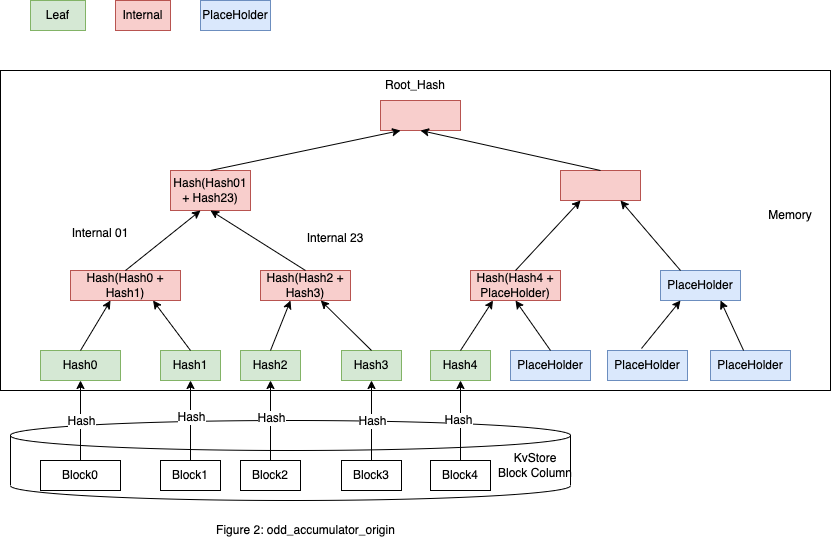 Leaf
Internal
PlaceHolder
Root_Hash
Hash(Hash01
+ Hash23)
Memory
Internal 01
Internal 23
Hash(Hash0 +
Hash1)
Hash(Hash2 +
Hash3)
Hash(Hash4 +
PlaceHolder)
PlaceHolder
Hash0
Hash1
Hash2
Hash3
Hash4
PlaceHolder
PlaceHolder
PlaceHolder
Hash
Hash
Hash
Hash
Hash
KvStore
Block Column
Block0
Block1
Block2
Block3
Block4
Figure 2: odd_accumulator_origin